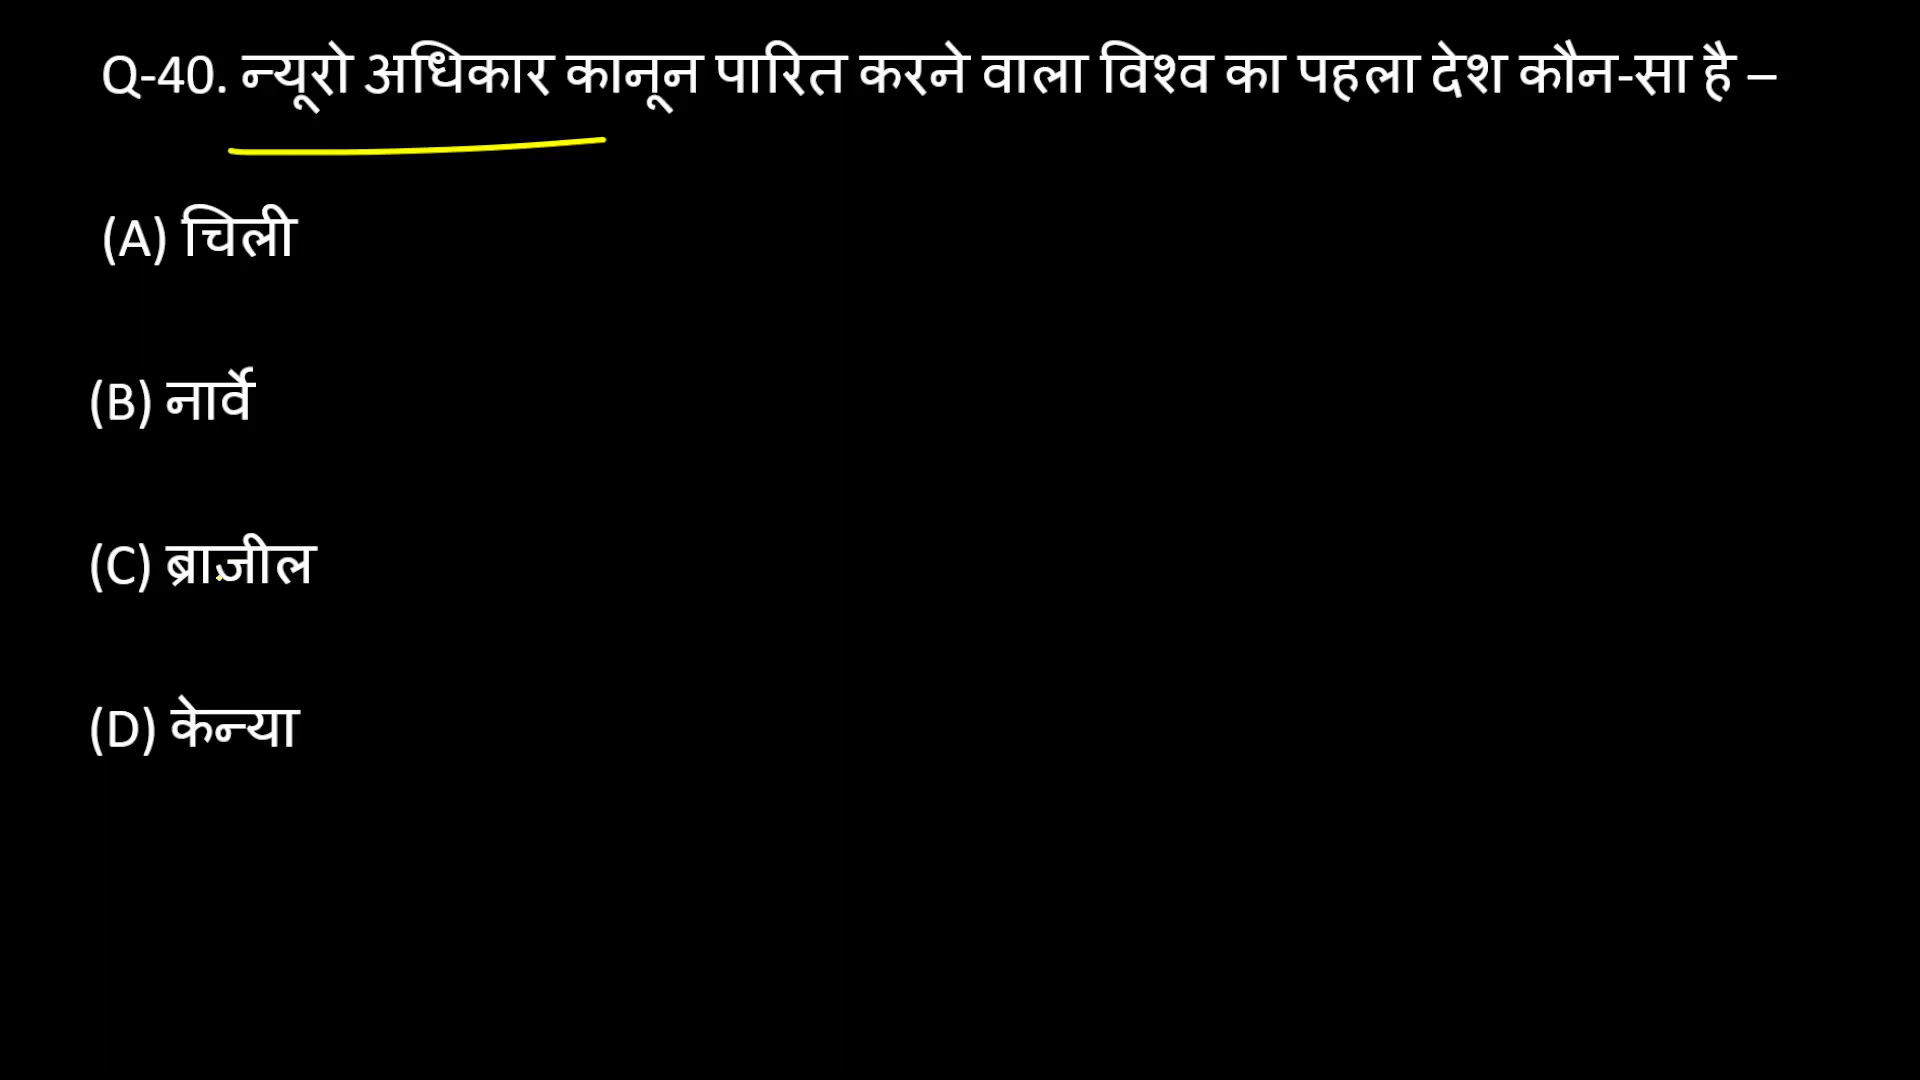 Q-40. न्यूरो अधिकार कानून पारित करने वाला विश्व का पहला देश कौन-सा है –
(A) चिली
(B) नार्वे
(C) ब्राजील
(D) केन्या